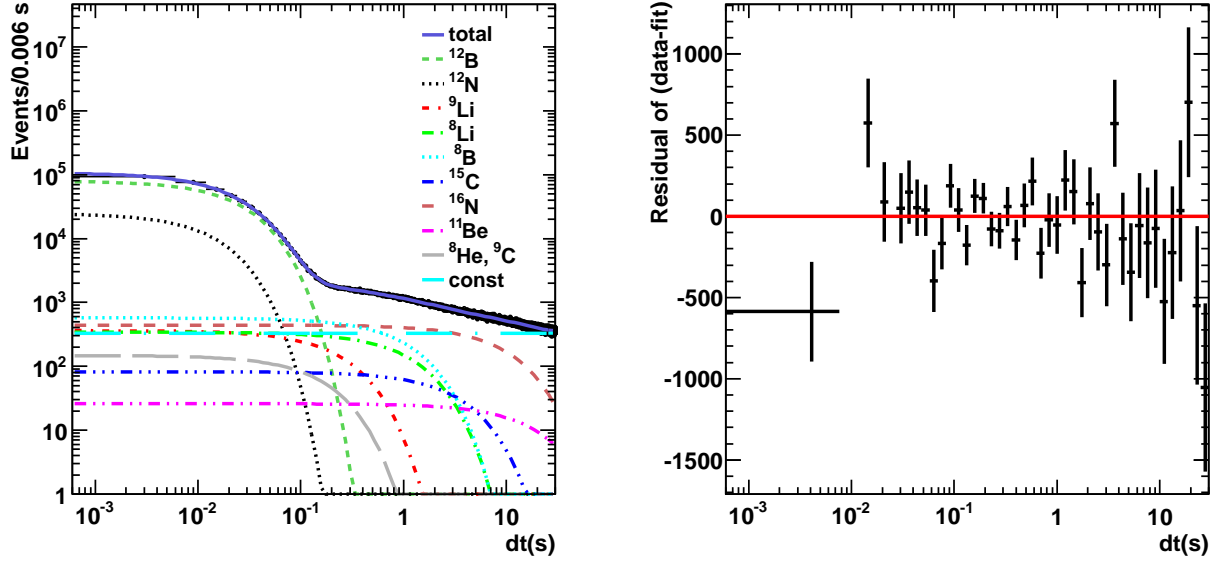 Events/0.006 s
10⁷
10⁶
10⁵
10⁴
10³
10²
10
1
10⁻³
10⁻²
10⁻¹
1
10
dt(s)
total
¹²B
¹²N
⁹Li
⁸Li
⁸B
¹⁵C
¹⁶N
¹¹Be
⁸He, ⁹C
const
Residual of (data-fit)
1000
500
0
-500
-1000
-1500
10⁻³
10⁻²
10⁻¹
1
10
dt(s)